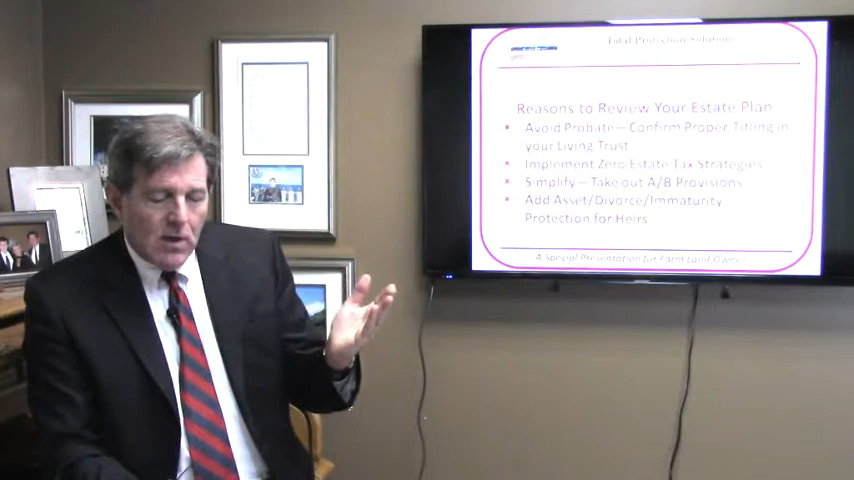 Total Protection Solutions
Reasons to Review Your Estate Plan
Avoid Probate—Confirm Proper Titling in
your Living Trust
Implement Zero Estate Tax Strategies
Simplify—Take out A/B Provisions
Add Asset/Divorce/Immaturity
Protection for Heirs
A Special Presentation for Farm Land Owner